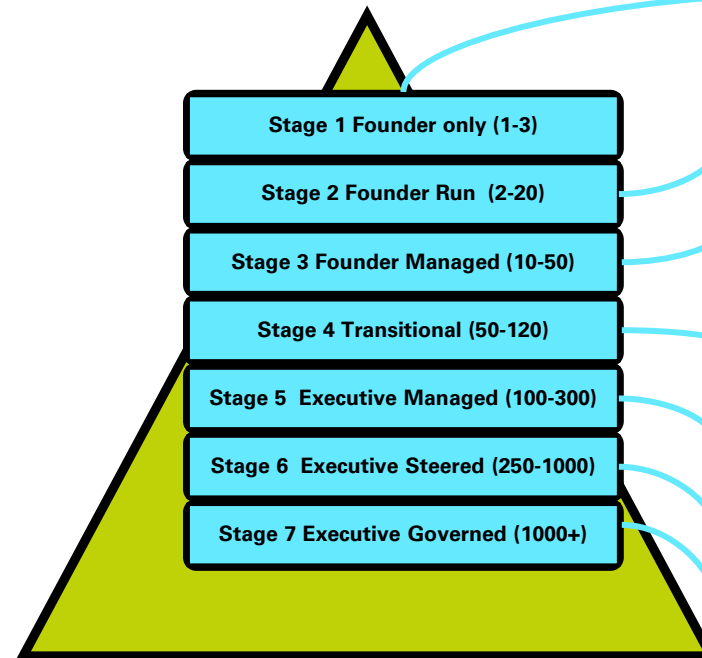 Stage 1 Founder only (1-3)
Stage 2 Founder Run  (2-20)
Stage 3 Founder Managed (10-50)
Stage 4 Transitional (50-120)
Stage 5  Executive Managed (100-300)
Stage 6  Executive Steered (250-1000)
Stage 7 Executive Governed (1000+)